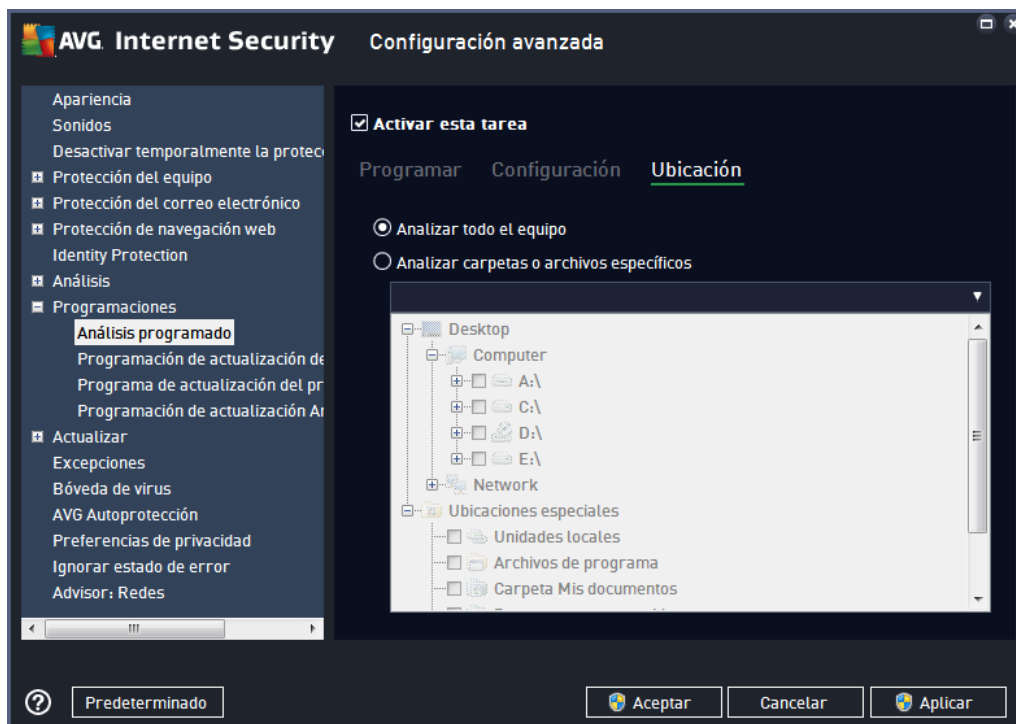 AVG. Internet Security Configuración avanzada
Apariencia
Sonidos
Desactivar temporalmente la protec
Protección del equipo
Protección del correo electrónico
Protección de navegación web
Identity Protection
Análisis
Programaciones
Análisis programado
Programación de actualización de
Programa de actualización del pr
Programación de actualización An
Actualizar
Excepciones
Bóveda de virus
AVG Autoprotección
Preferencias de privacidad
Ignorar estado de error
Advisor: Redes
Activar esta tarea
Programar Configuración Ubicación
Analizar todo el equipo
Analizar carpetas o archivos específicos
Desktop
Computer
A:\
C:\
D:\
E:\
Network
Ubicaciones especiales
Unidades locales
Archivos de programa
Carpeta Mis documentos
Predeterminado
Aceptar Cancelar Aplicar